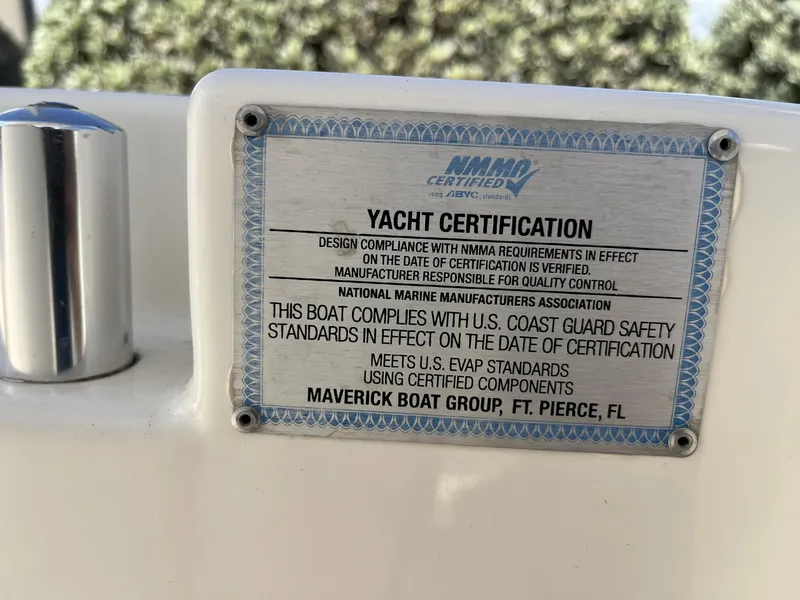 NMMA®
CERTIFIED
using ABYC standards
YACHT CERTIFICATION
DESIGN COMPLIANCE WITH NMMA REQUIREMENTS IN EFFECT
ON THE DATE OF CERTIFICATION IS VERIFIED.
MANUFACTURER RESPONSIBLE FOR QUALITY CONTROL
NATIONAL MARINE MANUFACTURERS ASSOCIATION
THIS BOAT COMPLIES WITH U.S. COAST GUARD SAFETY
STANDARDS IN EFFECT ON THE DATE OF CERTIFICATION
MEETS U.S. EVAP STANDARDS
USING CERTIFIED COMPONENTS
MAVERICK BOAT GROUP, FT. PIERCE, FL